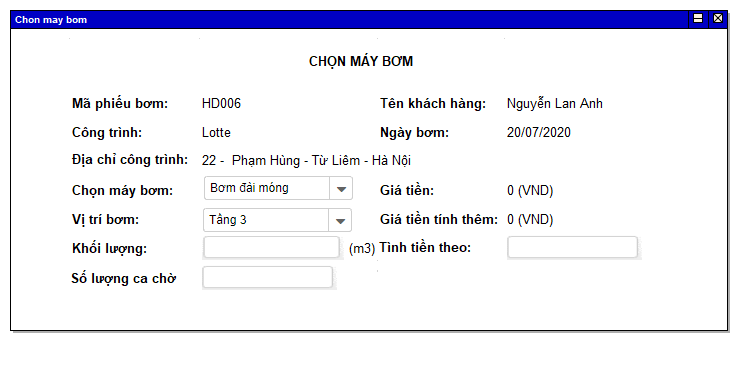 Chon may bom
CHỌN MÁY BƠM
Mã phiếu bơm: HD006 Tên khách hàng: Nguyễn Lan Anh
Công trình: Lotte Ngày bơm: 20/07/2020
Địa chỉ công trình: 22 - Phạm Hùng - Từ Liêm - Hà Nội
Chọn máy bơm: Bơm đài móng Giá tiền: 0 (VND)
Vị trí bơm: Tầng 3 Giá tiền tính thêm: 0 (VND)
Khối lượng: (m3) Tình tiền theo:
Số lượng ca chờ